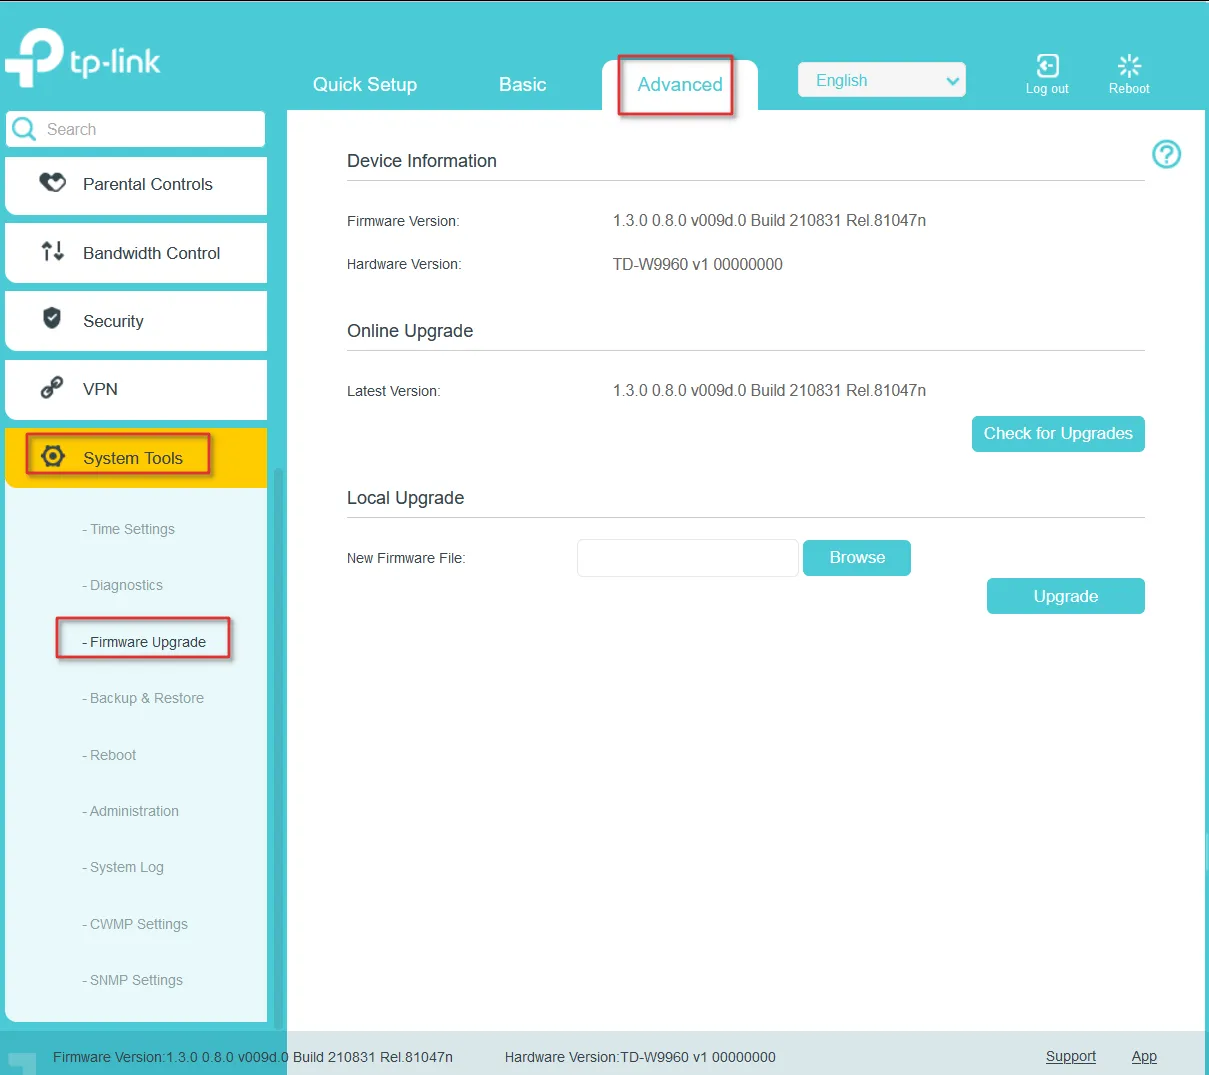 tp-link
Quick Setup
Basic
Advanced
English
Log out
Reboot
Search
Parental Controls
Bandwidth Control
Security
VPN
System Tools
- Time Settings
- Diagnostics
- Firmware Upgrade
- Backup & Restore
- Reboot
- Administration
- System Log
- CWMP Settings
- SNMP Settings
?
Device Information
Firmware Version: 1.3.0 0.8.0 v009d.0 Build 210831 Rel.81047n
Hardware Version: TD-W9960 v1 00000000
Online Upgrade
Latest Version: 1.3.0 0.8.0 v009d.0 Build 210831 Rel.81047n
Check for Upgrades
Local Upgrade
New Firmware File: Browse
Upgrade
Firmware Version:1.3.0 0.8.0 v009d.0 Build 210831 Rel.81047n Hardware Version:TD-W9960 v1 00000000 Support App